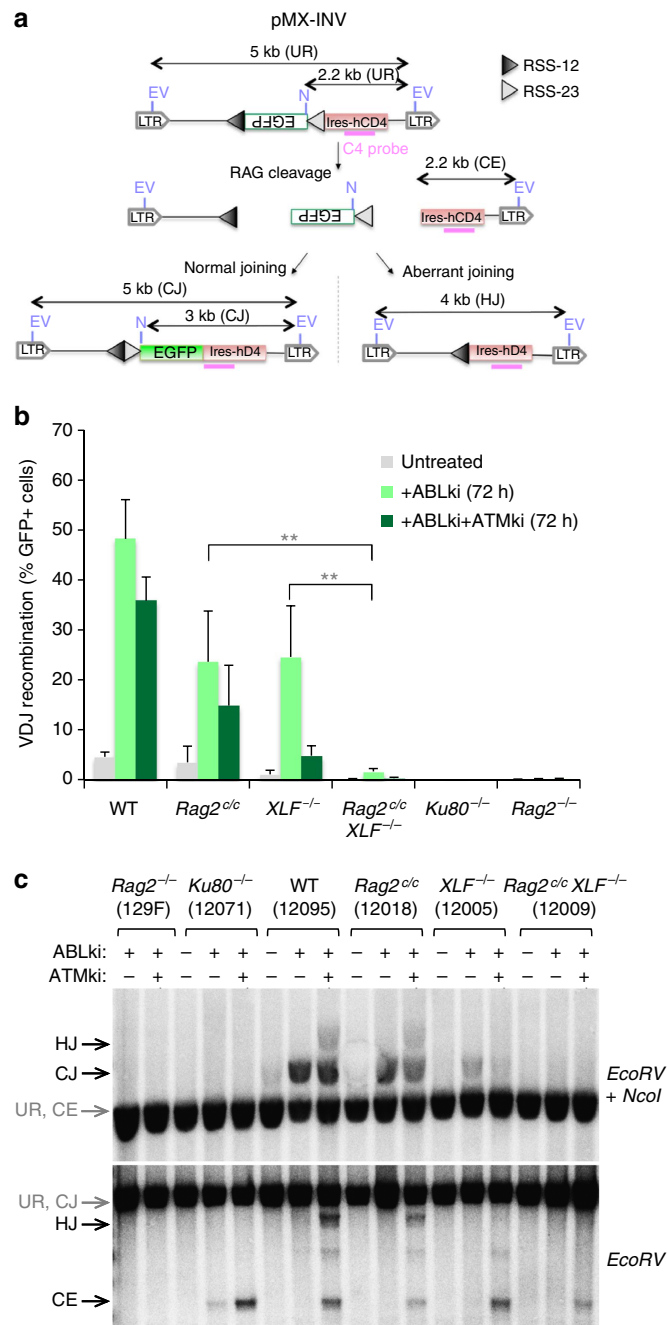 a
pMX-INV
5 kb (UR)
2.2 kb (UR)
RSS-12
RSS-23
EV
N
EV
LTR
EGFP
Ires-hCD4
LTR
C4 probe
RAG cleavage
2.2 kb (CE)
EV
N
EV
LTR
EGFP
Ires-hCD4
LTR
Normal joining
Aberrant joining
5 kb (CJ)
4 kb (HJ)
3 kb (CJ)
EV
N
EV
EV
EV
LTR
EGFP
Ires-hD4
LTR
LTR
Ires-hD4
LTR
b
VDJ recombination (% GFP+ cells)
70
60
50
40
30
20
10
0
Untreated
+ABLki (72 h)
+ABLki+ATMki (72 h)
**
**
WT
Rag2c/c
XLF–/–
Rag2c/c XLF–/–
Ku80–/–
Rag2–/–
c
Rag2–/– (129F)
Ku80–/– (12071)
WT (12095)
Rag2c/c (12018)
XLF–/– (12005)
Rag2c/c XLF–/– (12009)
ABLki: + + – + + – + + – + + – + + – + +
ATMki: – + – – + – – + – – + – – + – – +
HJ
CJ
UR, CE
EcoRV + NcoI
UR, CJ
HJ
CE
EcoRV